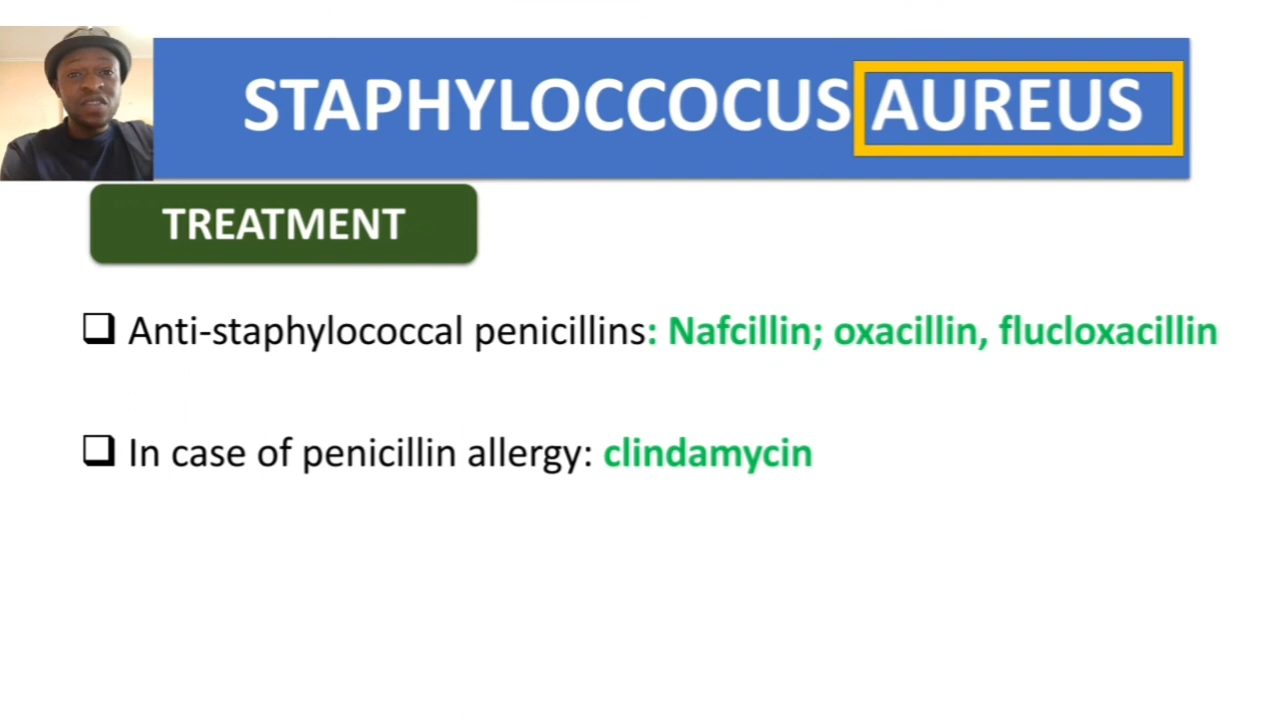 STAPHYLOCCOCUS AUREUS
TREATMENT
❑ Anti-staphylococcal penicillins: Nafcillin; oxacillin, flucloxacillin
❑ In case of penicillin allergy: clindamycin